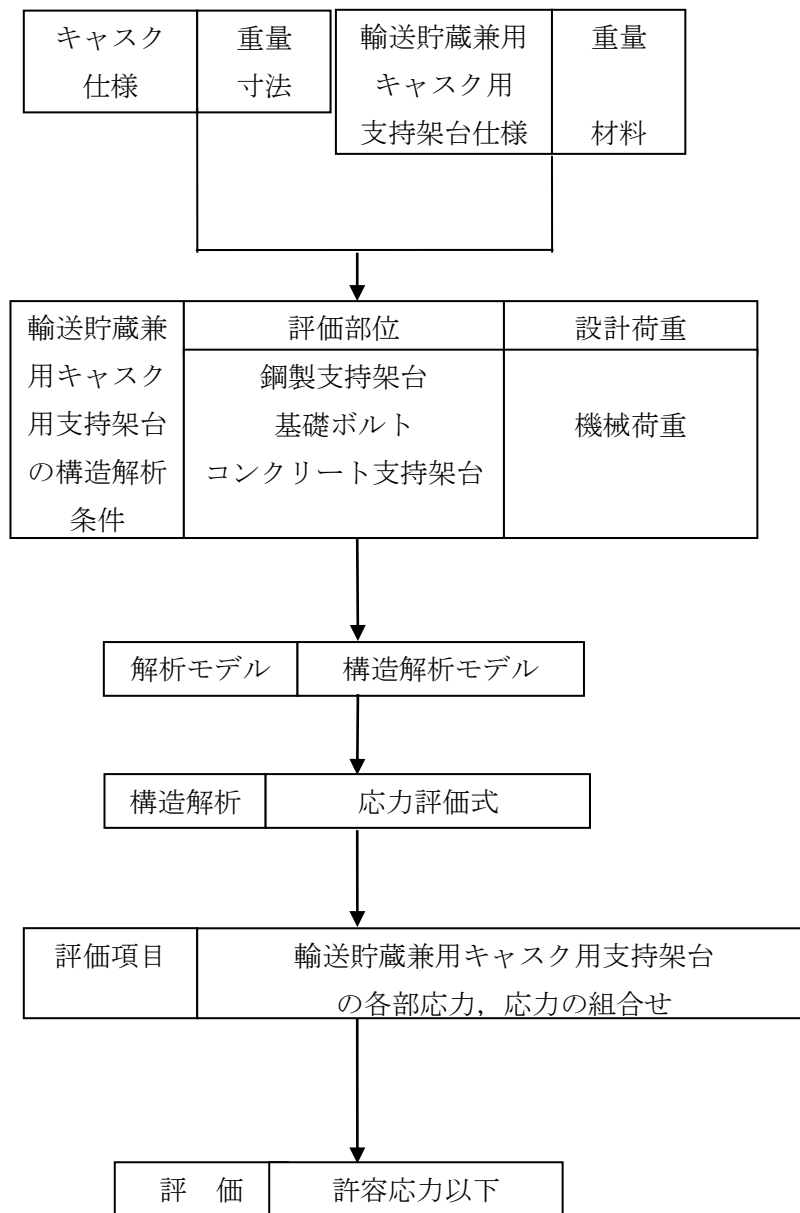 キャスク
仕様
重量
寸法
輸送貯蔵兼用
キャスク用
支持架台仕様
重量
材料
輸送貯蔵兼
用キャスク
用支持架台
の構造解析
条件
評価部位
鋼製支持架台
基礎ボルト
コンクリート支持架台
設計荷重
機械荷重
解析モデル
構造解析モデル
構造解析
応力評価式
評価項目
輸送貯蔵兼用キャスク用支持架台
の各部応力，応力の組合せ
評　価
許容応力以下